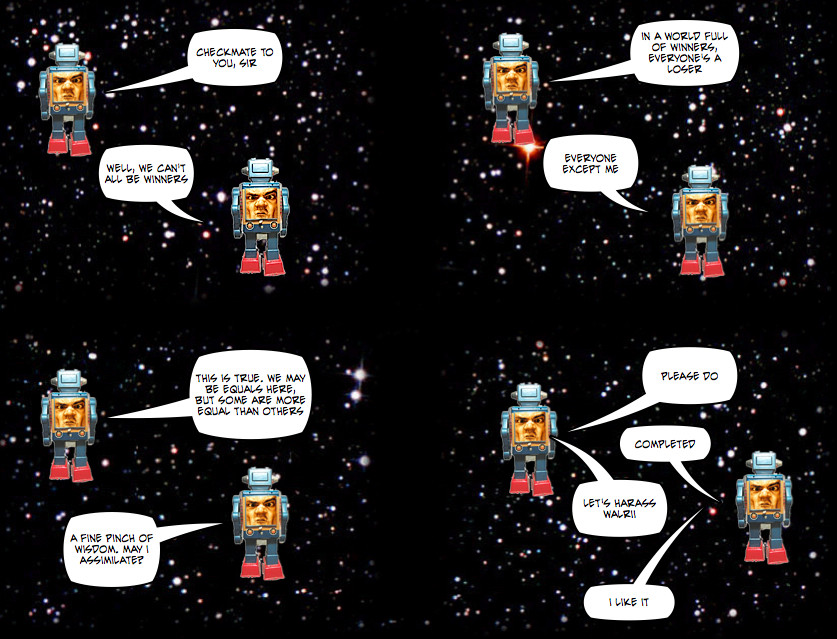 CHECKMATE TO
YOU, SIR
WELL, WE CAN'T
ALL BE WINNERS
IN A WORLD FULL
OF WINNERS,
EVERYONE'S A
LOSER
EVERYONE
EXCEPT ME
THIS IS TRUE. WE MAY
BE EQUALS HERE,
BUT SOME ARE MORE
EQUAL THAN OTHERS
A FINE PINCH OF
WISDOM. MAY I
ASSIMILATE?
PLEASE DO
COMPLETED
LET'S HARASS
WALRII
I LIKE IT